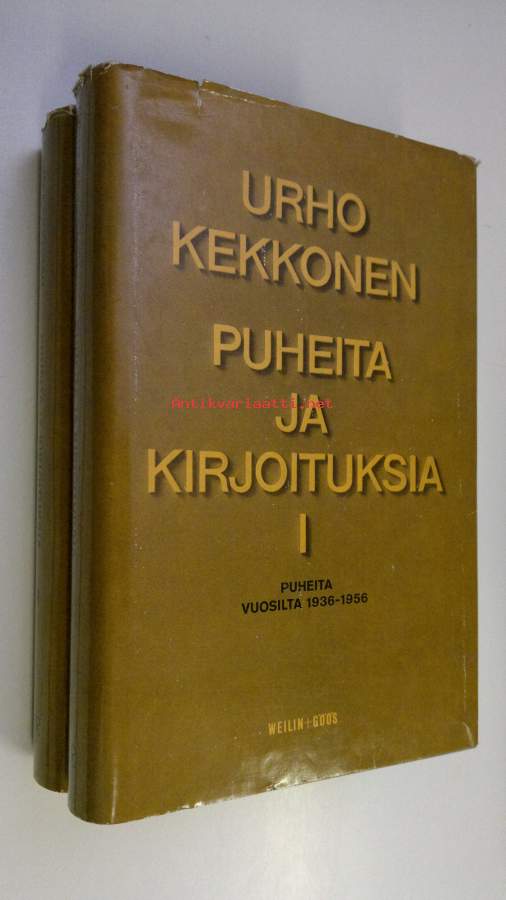 URHO
KEKKONEN
PUHEITA
Antikvariaatti.net
JA
KIRJOITUKSIA
I
PUHEITA
VUOSILTA 1936-1956
WEILIN+GÖÖS